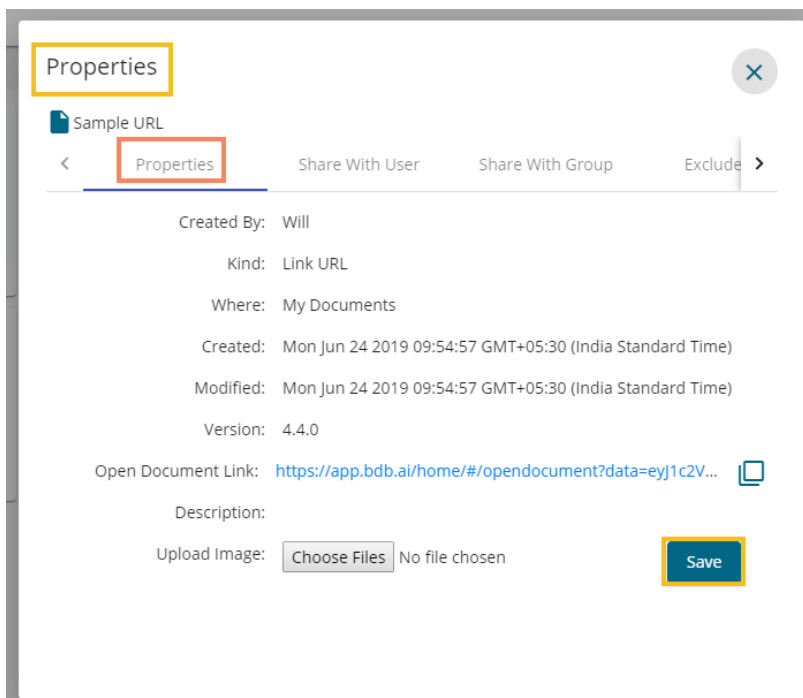 Properties
Sample URL
Properties Share With User Share With Group Exclude
Created By: Will
Kind: Link URL
Where: My Documents
Created: Mon Jun 24 2019 09:54:57 GMT+05:30 (India Standard Time)
Modified: Mon Jun 24 2019 09:54:57 GMT+05:30 (India Standard Time)
Version: 4.4.0
Open Document Link: https://app.bdb.ai/home/#/opendocument?data=eyJ1c2V...
Description:
Upload Image: Choose Files No file chosen Save